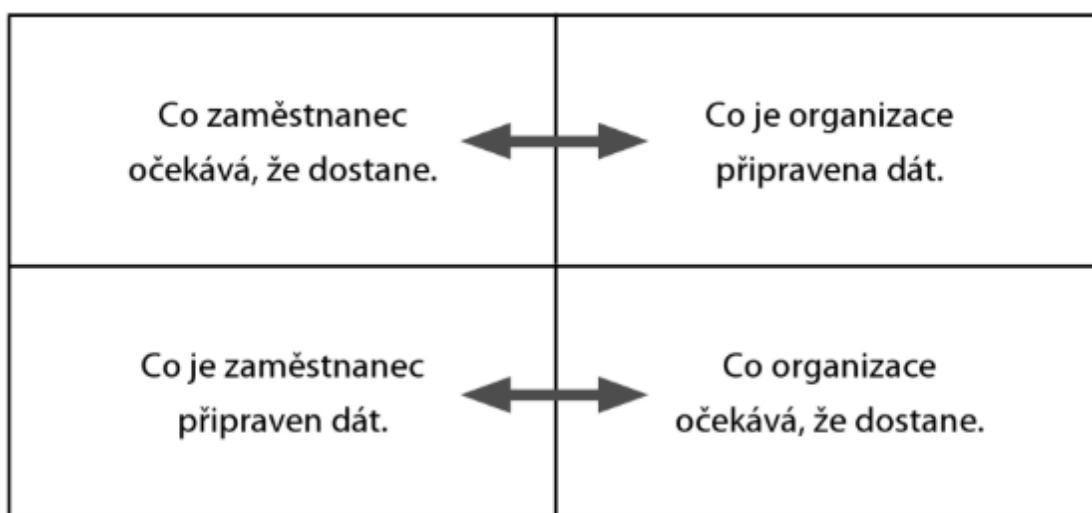 Co zaměstnanec
očekává, že dostane.
Co je organizace
připravena dát.
Co je zaměstnanec
připraven dát.
Co organizace
očekává, že dostane.